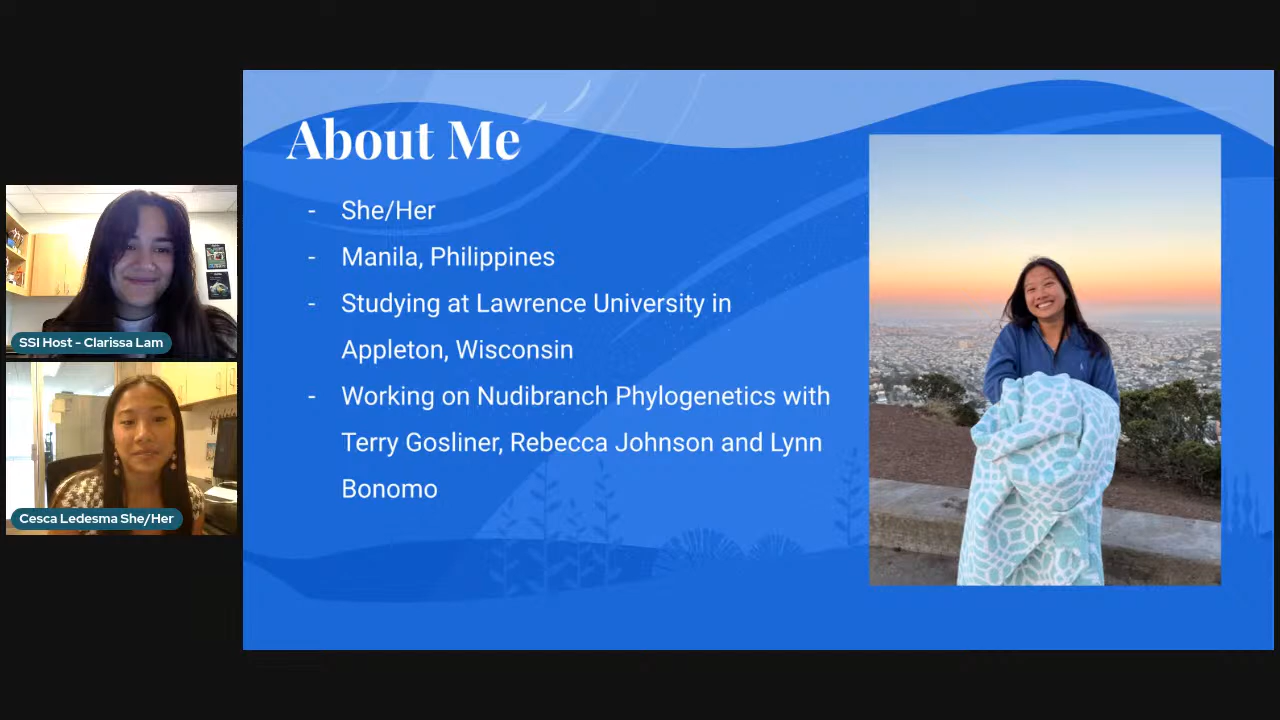 About Me
- She/Her
- Manila, Philippines
- Studying at Lawrence University in
Appleton, Wisconsin
- Working on Nudibranch Phylogenetics with
Terry Gosliner, Rebecca Johnson and Lynn
Bonomo
SSI Host - Clarissa Lam
Cesca Ledesma She/Her